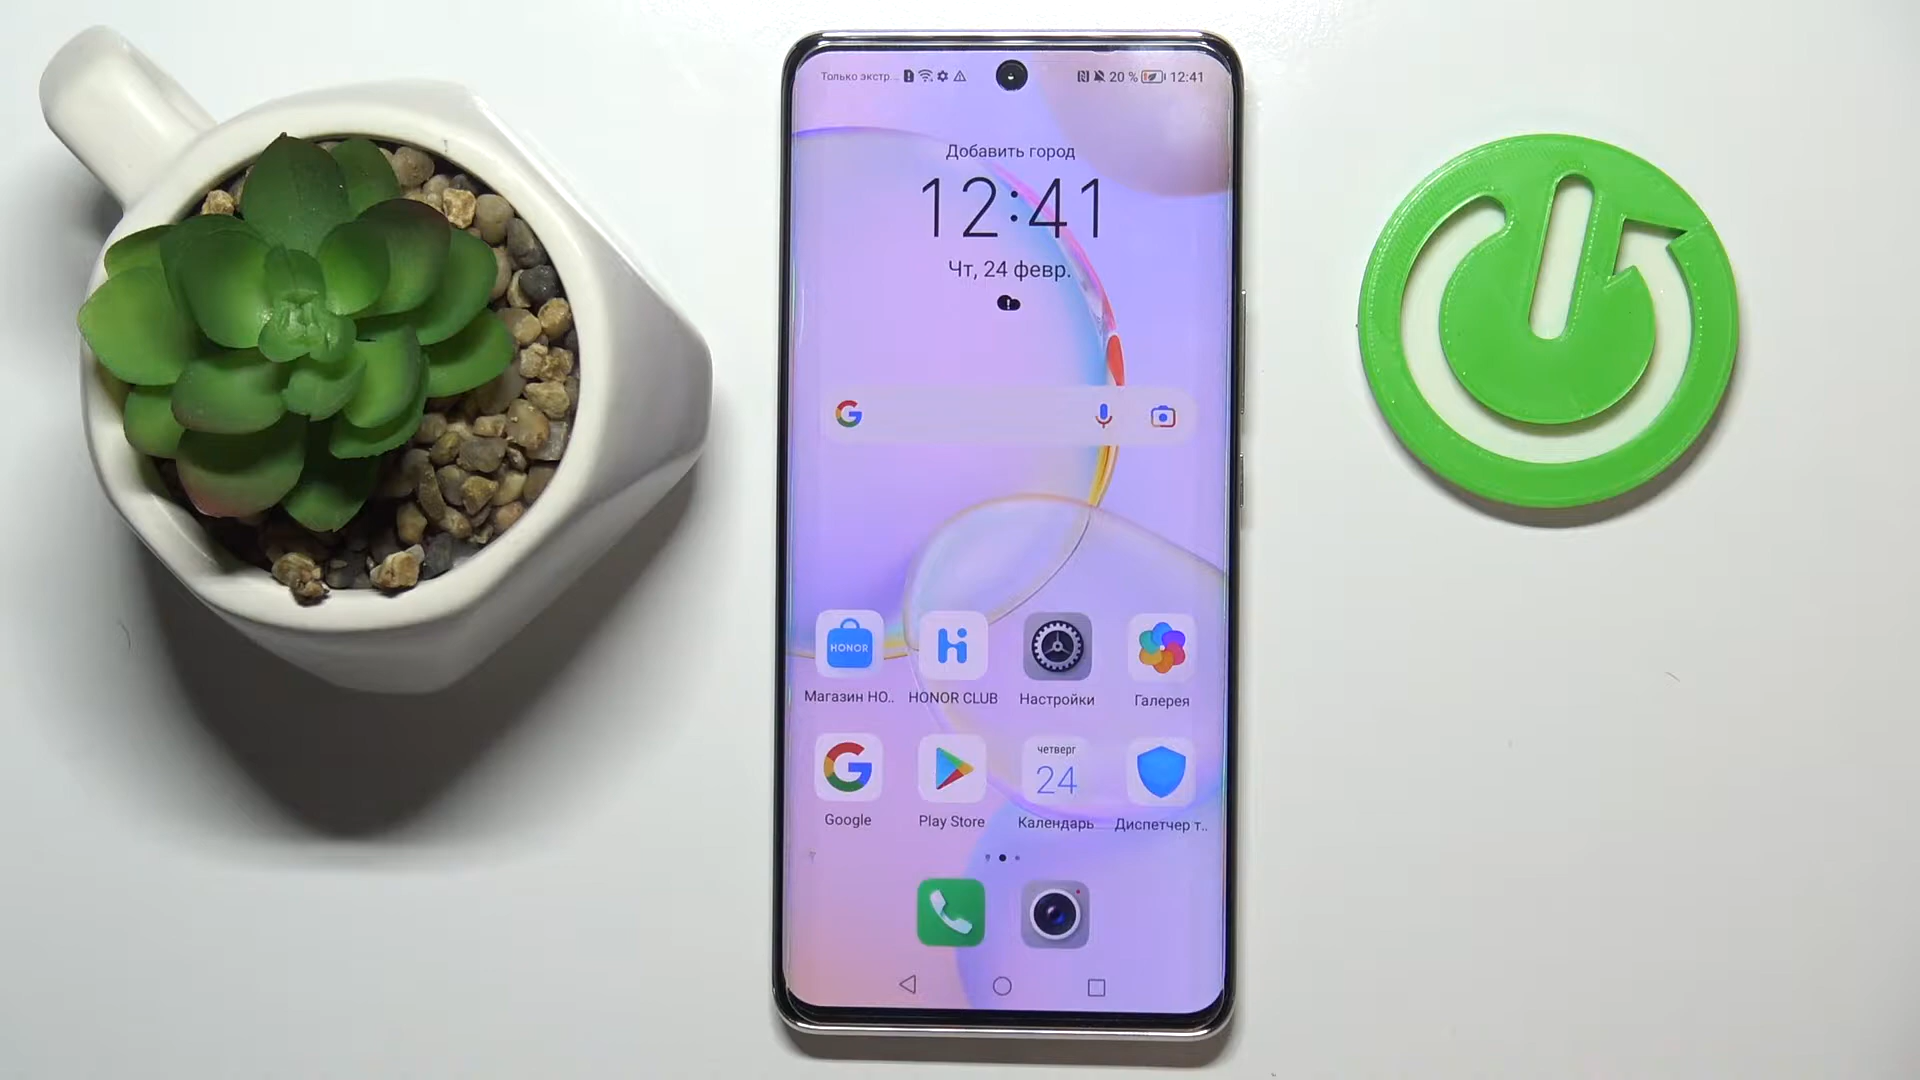 Только экстр...
20 %
12:41
Добавить город
12:41
Чт, 24 февр.
G
HONOR
Магазин HO..
HONOR CLUB
Настройки
Галерея
G
четверг
24
Google
Play Store
Календарь
Диспетчер т..